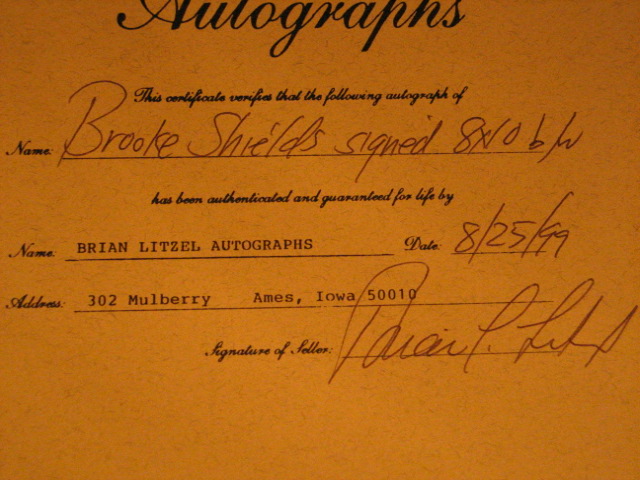 Autographs
This certificate verifies that the following autograph of
Name: Brooke Shields signed 8x10 b/w
has been authenticated and guaranteed for life by
Name: BRIAN LITZEL AUTOGRAPHS Date: 8/25/99
Address: 302 Mulberry Ames, Iowa 50010
Signature of Seller: Brian P. Litzel